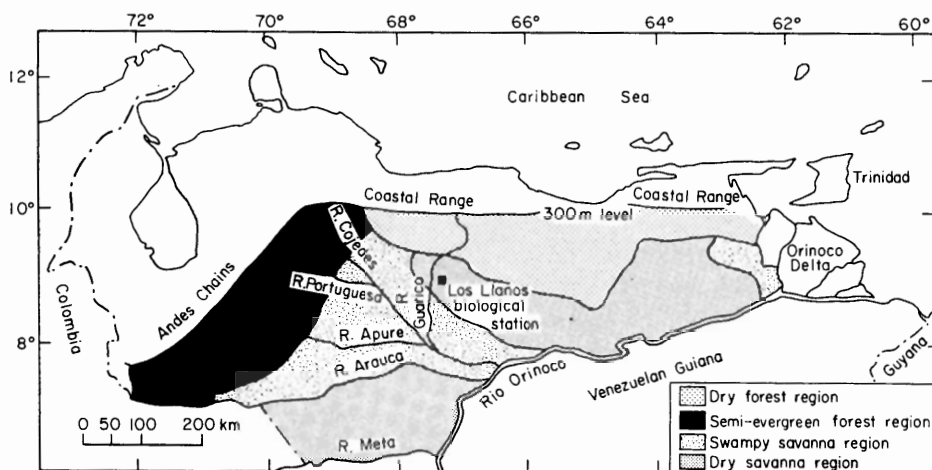 72° 70° 68° 66° 64° 62° 60°
12°
10°
8°
Caribbean Sea
Trinidad
Coastal Range
Coastal Range
300 m level
R. Cojedes
Orinoco
Delta
R. Portuguesa
R. Guarico
Los Llanos
biological
station
Andes Chains
Colombia
R. Apure
R. Arauca
Rio Orinoco
Venezuelan Guiana
Guyana
R. Meta
0 50 100 200 km
Dry forest region
Semi-evergreen forest region
Swampy savanna region
Dry savanna region